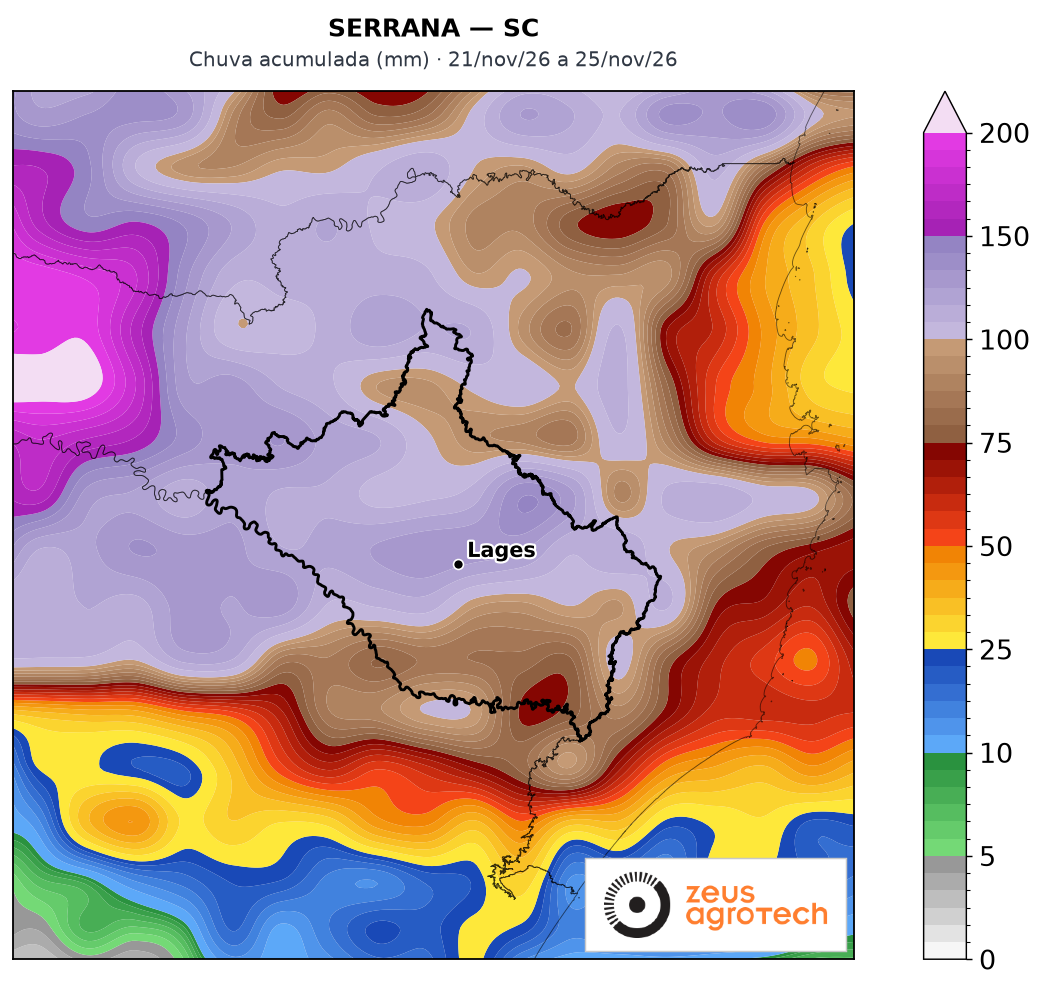 SERRANA — SC
Chuva acumulada (mm) · 21/nov/26 a 25/nov/26
200
150
100
75
50
25
10
5
0
Lages
zeus
agrotech